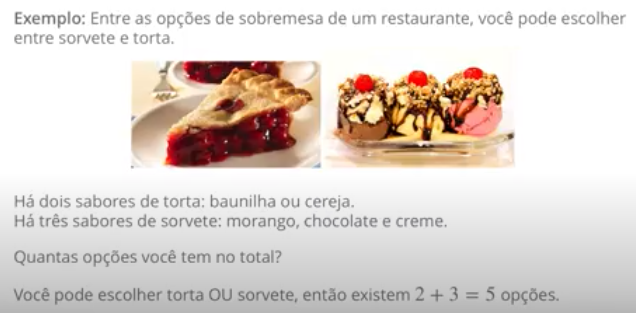 Exemplo: Entre as opções de sobremesa de um restaurante, você pode escolher
entre sorvete e torta.
Há dois sabores de torta: baunilha ou cereja.
Há três sabores de sorvete: morango, chocolate e creme.
Quantas opções você tem no total?
Você pode escolher torta OU sorvete, então existem 2 + 3 = 5 opções.